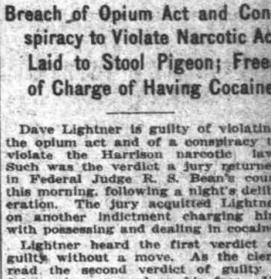 Breach of Opium Act and Con-
spiracy to Violate Narcotic Ac
Laid to Stool Pigeon; Free
of Charge of Having Cocaine
Dave Lightner is guilty of violatin
the opium act and of a conspiracy t
violate the Harrison narcotic law
Such was the verdict a jury returne
in Federal Judge R. S. Bean's cou
this morning, following a night's delib
eration. The jury acquitted Lightne
on another indictment charging hi
with possessing and dealing in cocain
Lightner heard the first verdict o
guilty without a move. As the cler
read the second verdict of guilty